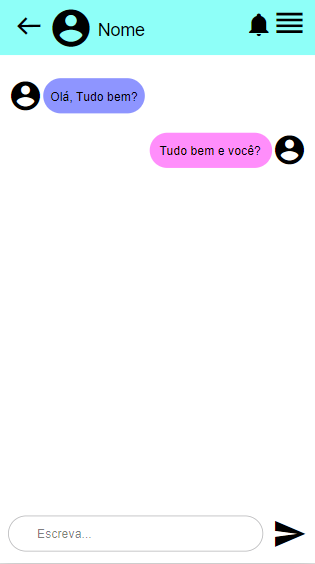 Nome
Olá, Tudo bem?
Tudo bem e você?
Escreva...